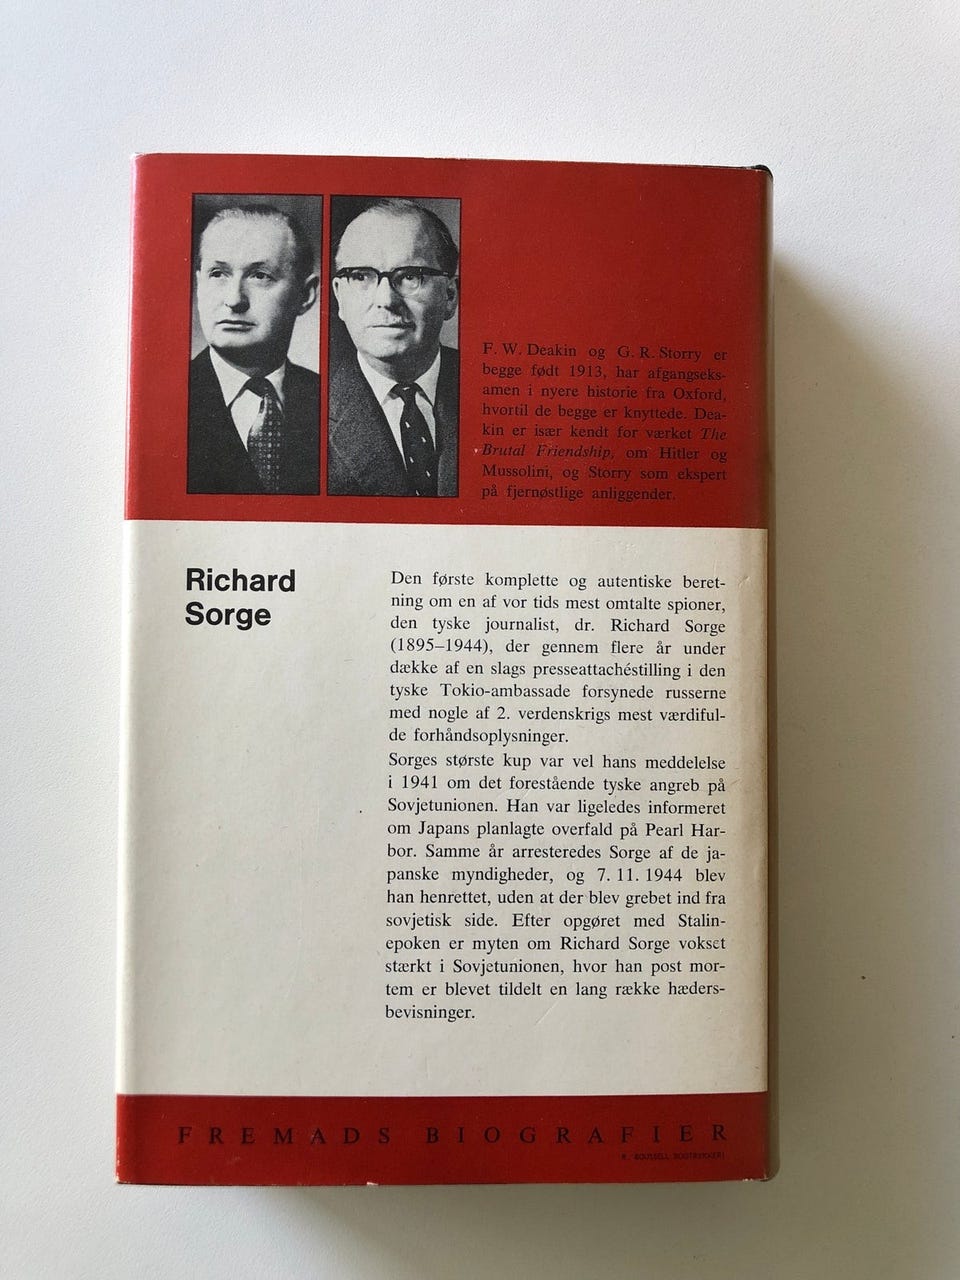 F. W. Deakin og G. R. Storry er
begge født 1913, har afgangseks-
amen i nyere historie fra Oxford,
hvortil de begge er knyttede. Dea-
kin er især kendt for værket The
Brutal Friendship, om Hitler og
Mussolini, og Storry som ekspert
på fjernøstlige anliggender.
Richard
Sorge
Den første komplette og autentiske beret-
ning om en af vor tids mest omtalte spioner,
den tyske journalist, dr. Richard Sorge
(1895–1944), der gennem flere år under
dække af en slags presseattachéstilling i den
tyske Tokio-ambassade forsynede russerne
med nogle af 2. verdenskrigs mest værdiful-
de forhåndsoplysninger.
Sorges største kup var vel hans meddelelse
i 1941 om det forestående tyske angreb på
Sovjetunionen. Han var ligeledes informeret
om Japans planlagte overfald på Pearl Har-
bor. Samme år arresteredes Sorge af de ja-
panske myndigheder, og 7. 11. 1944 blev
han henrettet, uden at der blev grebet ind fra
sovjetisk side. Efter opgøret med Stalin-
epoken er myten om Richard Sorge vokset
stærkt i Sovjetunionen, hvor han post mor-
tem er blevet tildelt en lang række hæders-
bevisninger.
FREMADS BIOGRAFIER